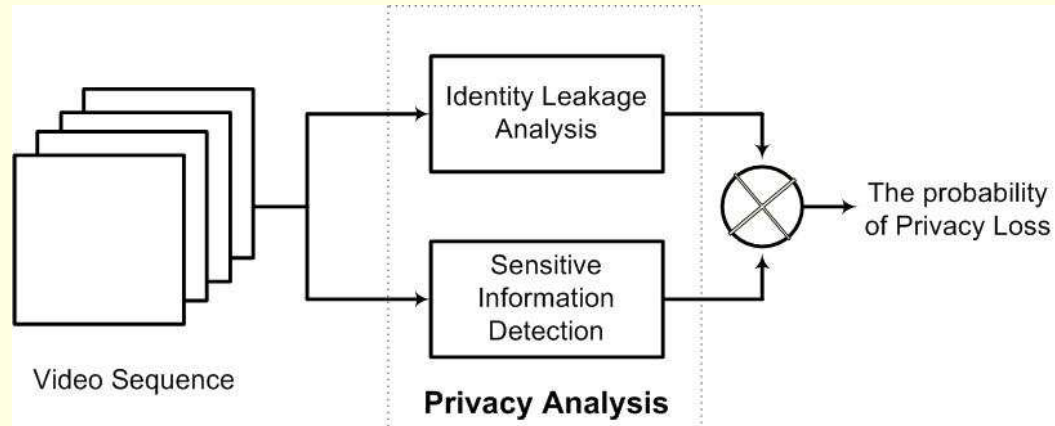 Identity Leakage
Analysis
The probability
of Privacy Loss
Sensitive
Information
Detection
Video Sequence
Privacy Analysis